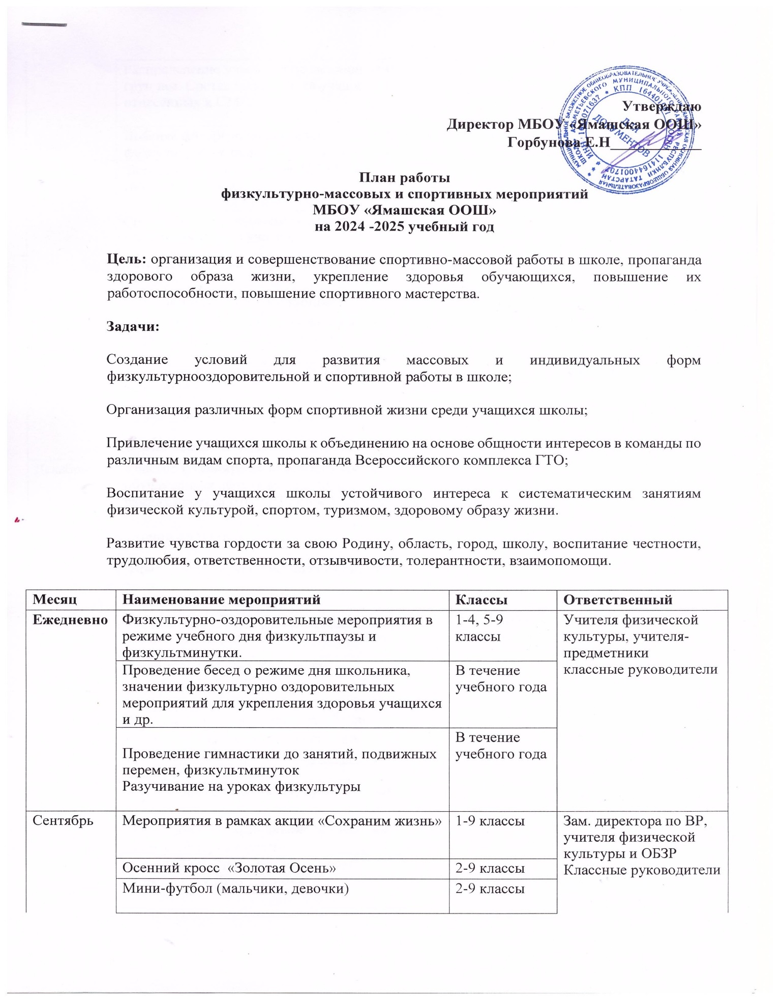 Утверждаю
Директор МБОУ «Ямашская ООШ»
Горбунова Е.Н____________
ДЛЯ
ДОКУМЕНТОВ
План работы
физкультурно-массовых и спортивных мероприятий
МБОУ «Ямашская ООШ»
на 2024 -2025 учебный год
Цель: организация и совершенствование спортивно-массовой работы в школе, пропаганда
здорового образа жизни, укрепление здоровья обучающихся, повышение их
работоспособности, повышение спортивного мастерства.
Задачи:
Создание условий для развития массовых и индивидуальных форм
физкультурнооздоровительной и спортивной работы в школе;
Организация различных форм спортивной жизни среди учащихся школы;
Привлечение учащихся школы к объединению на основе общности интересов в команды по
различным видам спорта, пропаганда Всероссийского комплекса ГТО;
Воспитание у учащихся школы устойчивого интереса к систематическим занятиям
физической культурой, спортом, туризмом, здоровому образу жизни.
Развитие чувства гордости за свою Родину, область, город, школу, воспитание честности,
трудолюбия, ответственности, отзывчивости, толерантности, взаимопомощи.
Месяц Наименование мероприятий Классы Ответственный
Ежедневно Физкультурно-оздоровительные мероприятия в 1-4, 5-9 Учителя физической
режиме учебного дня физкультпаузы и классы культуры, учителя-
физкультминутки. предметники
Проведение бесед о режиме дня школьника, В течение классные руководители
значении физкультурно оздоровительных учебного года
мероприятий для укрепления здоровья учащихся
и др.
В течение
Проведение гимнастики до занятий, подвижных учебного года
перемен, физкультминуток
Разучивание на уроках физкультуры
Сентябрь Мероприятия в рамках акции «Сохраним жизнь» 1-9 классы Зам. директора по ВР,
учителя физической
культуры и ОБЗР
Осенний кросс «Золотая Осень» 2-9 классы Классные руководители
Мини-футбол (мальчики, девочки) 2-9 классы